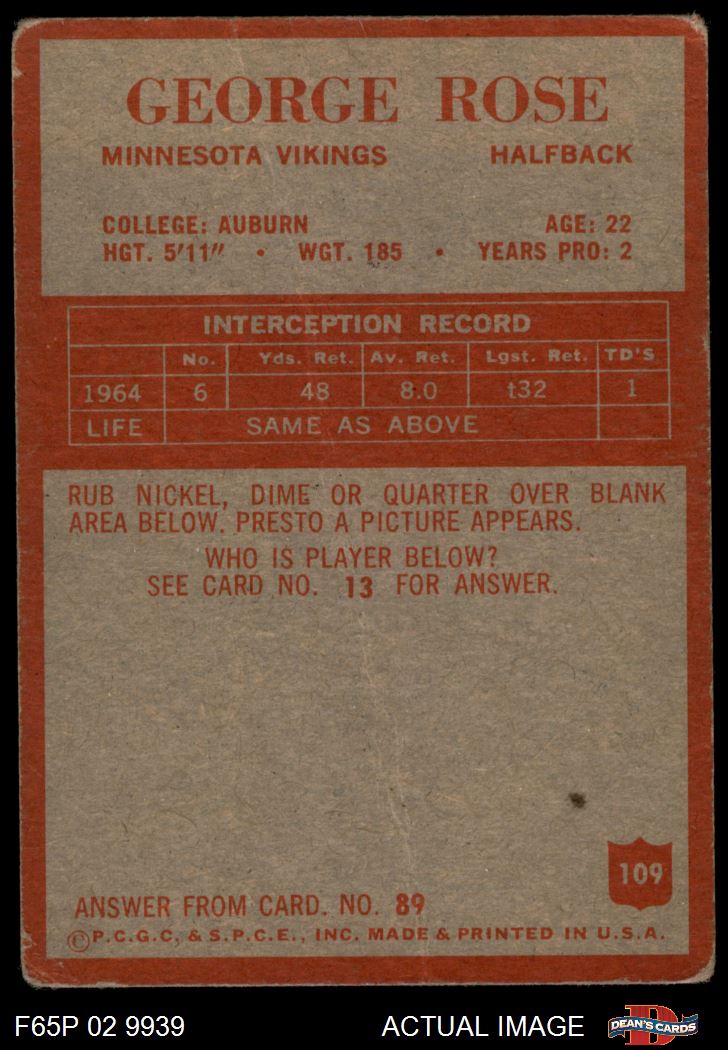 GEORGE ROSE
MINNESOTA VIKINGS HALFBACK
COLLEGE: AUBURN AGE: 22
HGT. 5'11" • WGT. 185 • YEARS PRO: 2
INTERCEPTION RECORD
No. Yds. Ret. Av. Ret. Lgst. Ret. TD'S
1964 6 48 8.0 t32 1
LIFE SAME AS ABOVE
RUB NICKEL, DIME OR QUARTER OVER BLANK
AREA BELOW. PRESTO A PICTURE APPEARS.
WHO IS PLAYER BELOW?
SEE CARD NO. 13 FOR ANSWER.
109
ANSWER FROM CARD. NO. 89
©P.C.G.C, & S.P.C.E., INC. MADE & PRINTED IN U.S.A.
F65P 02 9939 ACTUAL IMAGE D DEAN'S CARDS